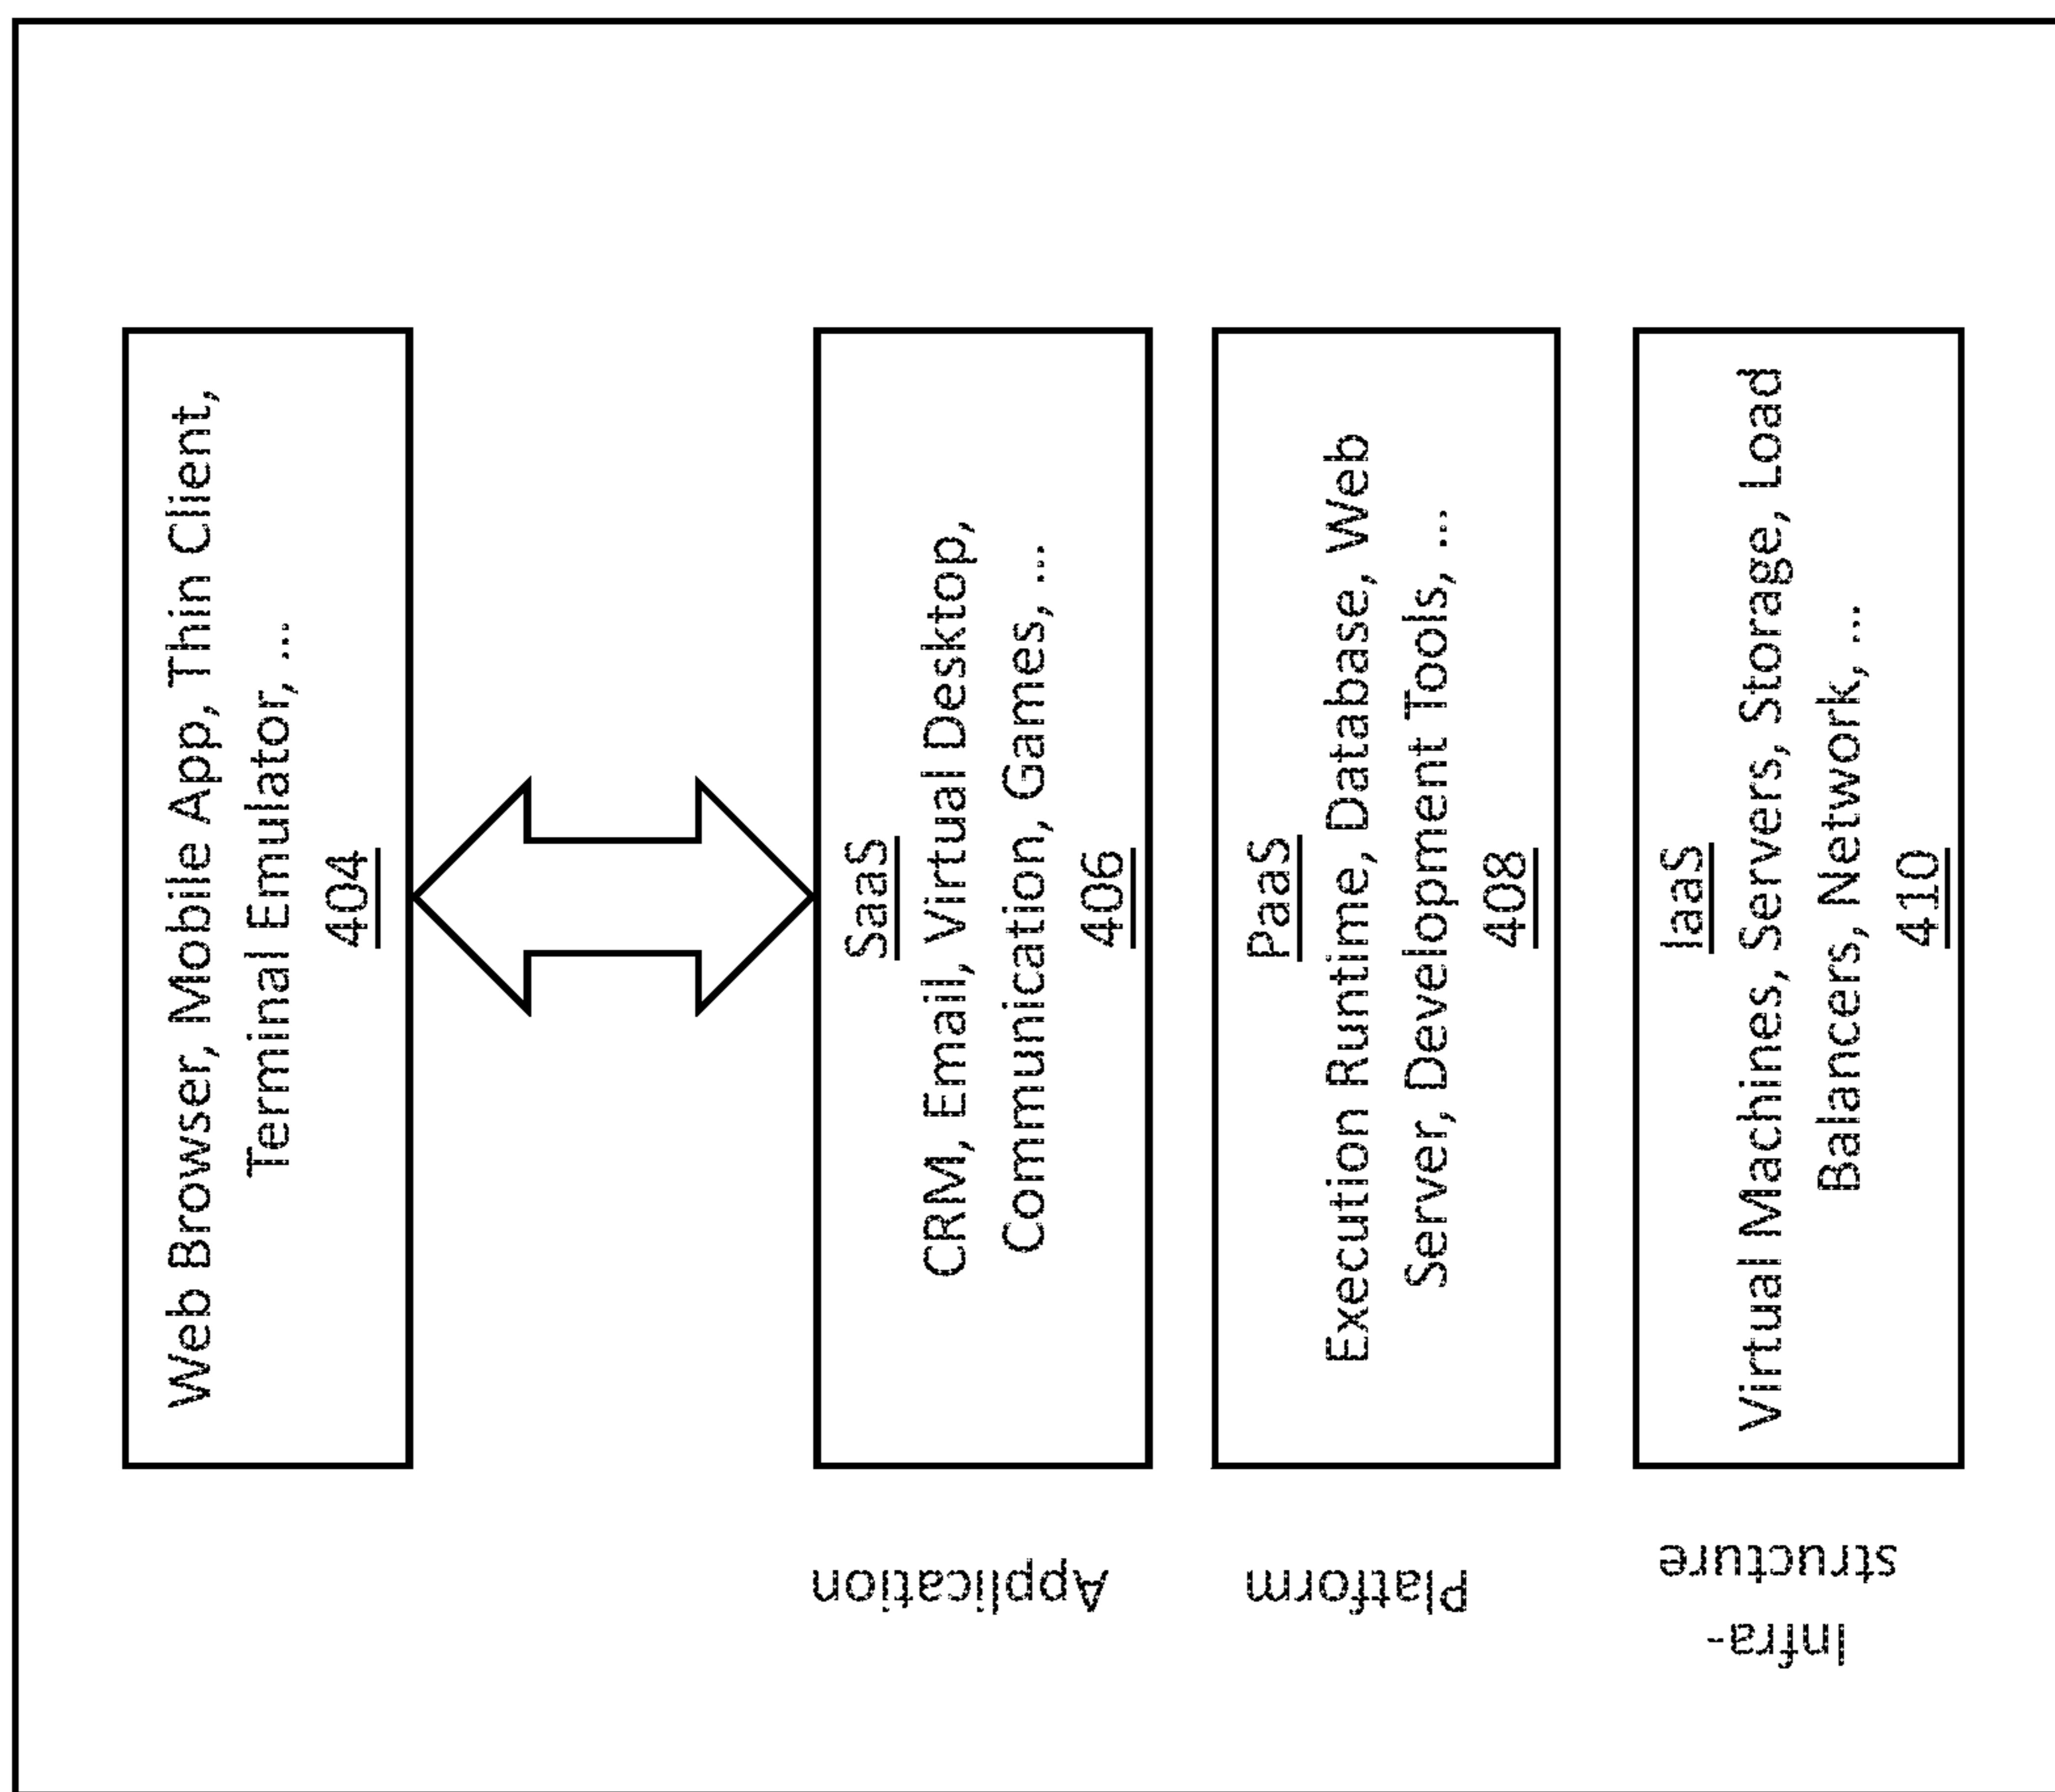 Web Browser, Mobile App, Thin Client,
Terminal Emulator, ...
404
Application
SaaS
CRM, Email, Virtual Desktop,
Communication, Games, ...
406
Platform
PaaS
Execution Runtime, Database, Web
Server, Development Tools, ...
408
Infra-
structure
IaaS
Virtual Machines, Servers, Storage, Load
Balancers, Network, ...
410